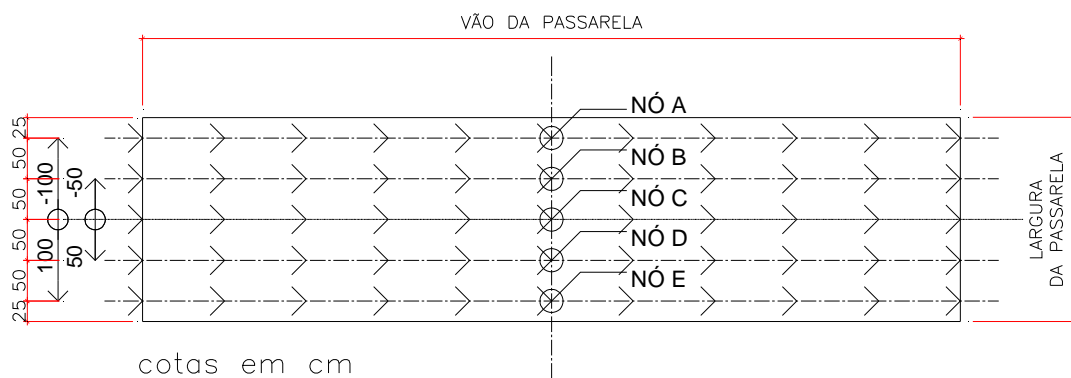 VÃO DA PASSARELA
NÓ A
NÓ B
NÓ C
NÓ D
NÓ E
25
50
50
50
50
25
-100
-50
100
50
LARGURA
DA PASSARELA
cotas em cm